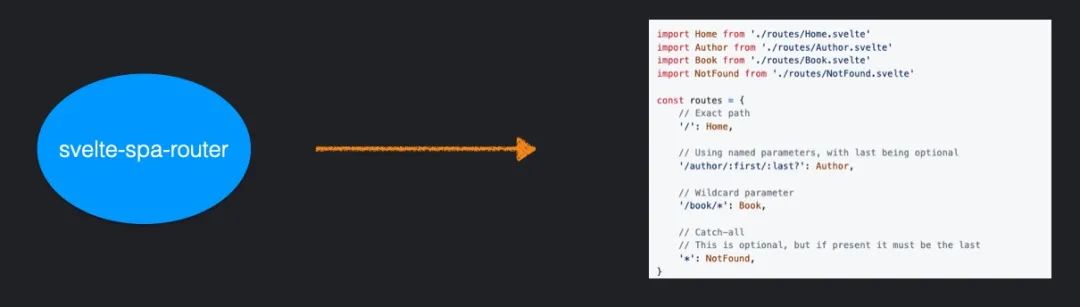 svelte-spa-router
import Home from './routes/Home.svelte'
import Author from './routes/Author.svelte'
import Book from './routes/Book.svelte'
import NotFound from './routes/NotFound.svelte'
const routes = {
    // Exact path
    '/': Home,
    // Using named parameters, with last being optional
    '/author/:first/:last?': Author,
    // Wildcard parameter
    '/book/*': Book,
    // Catch-all
    // This is optional, but if present it must be the last
    '*': NotFound,
}